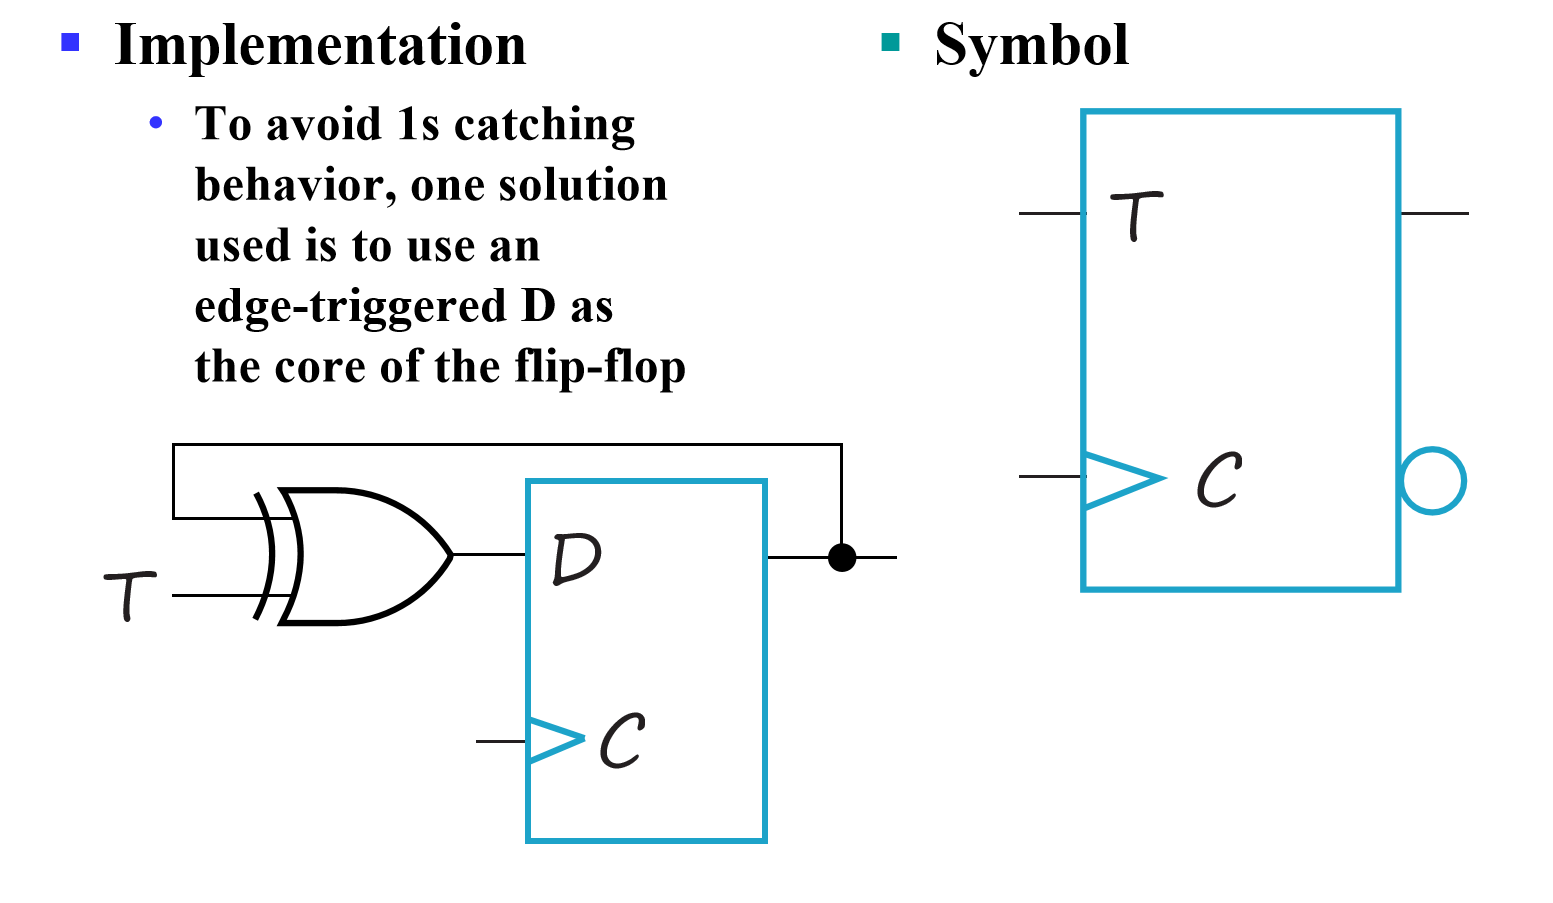 Implementation
To avoid 1s catching
behavior, one solution
used is to use an
edge-triggered D as
the core of the flip-flop
T
D
C
Symbol
T
C